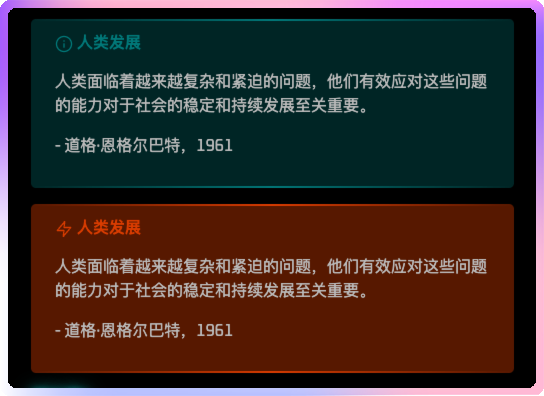 人类发展
人类面临着越来越复杂和紧迫的问题，他们有效应对这些问题
的能力对于社会的稳定和持续发展至关重要。
- 道格·恩格尔巴特，1961
人类发展
人类面临着越来越复杂和紧迫的问题，他们有效应对这些问题
的能力对于社会的稳定和持续发展至关重要。
- 道格·恩格尔巴特，1961